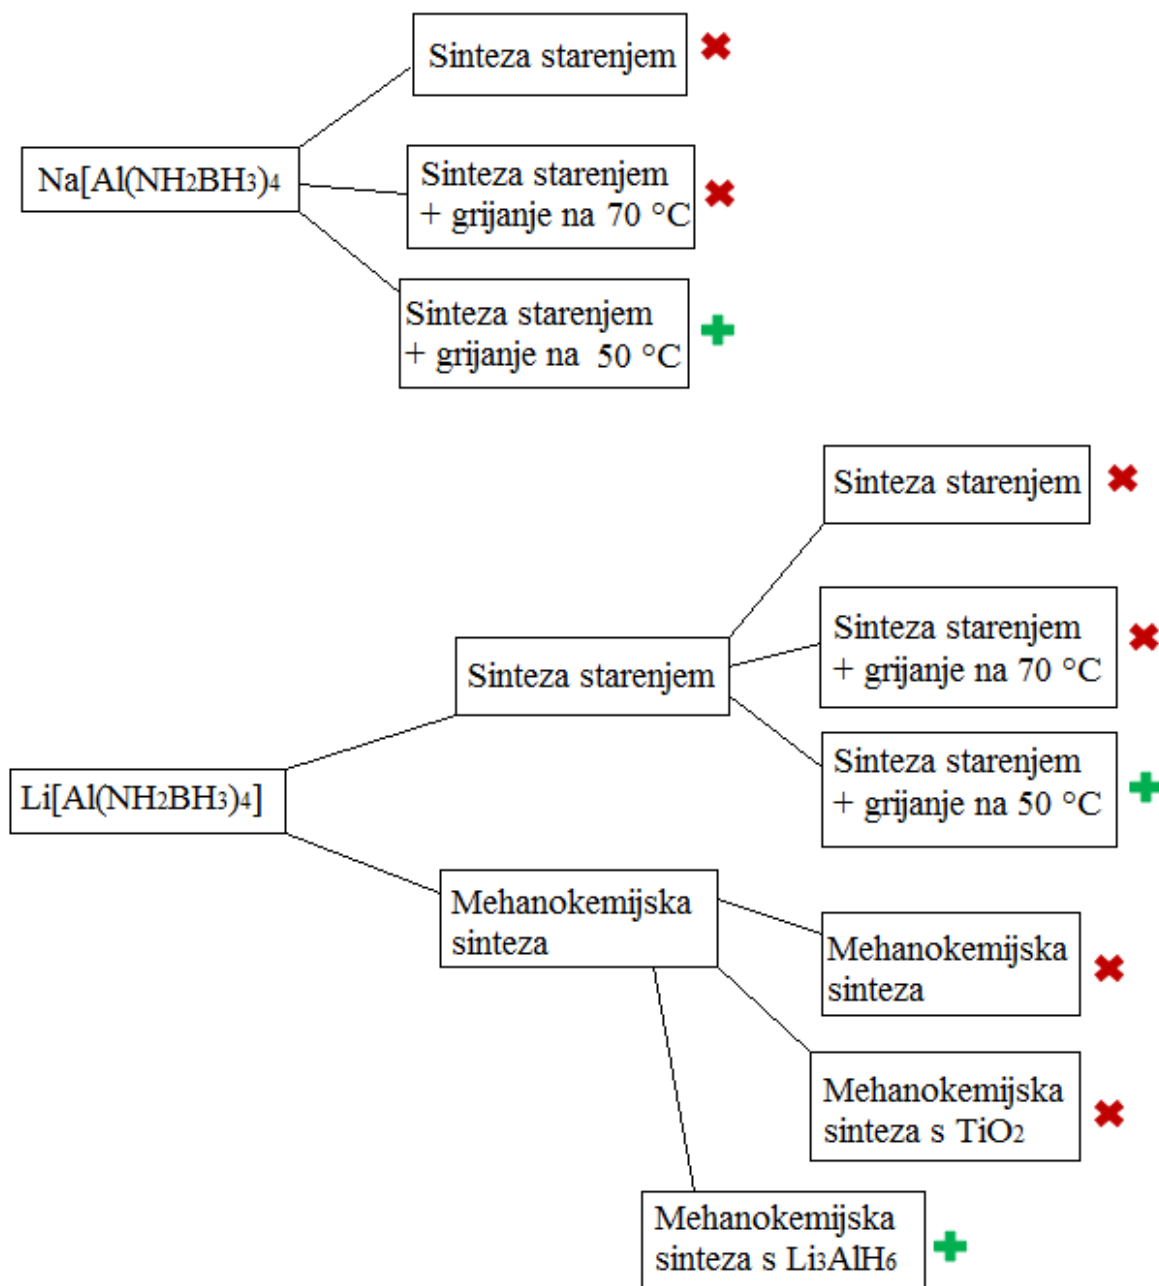 Sinteza starenjem
Na[Al(NH₂BH₃)₄
Sinteza starenjem
+ grijanje na 70 °C
Sinteza starenjem
+ grijanje na 50 °C
Sinteza starenjem
Sinteza starenjem
+ grijanje na 70 °C
Sinteza starenjem
Sinteza starenjem
+ grijanje na 50 °C
Li[Al(NH₂BH₃)₄]
Mehanokemijska
sinteza
Mehanokemijska
sinteza
Mehanokemijska
sinteza s TiO₂
Mehanokemijska
sinteza s Li₃AlH₆